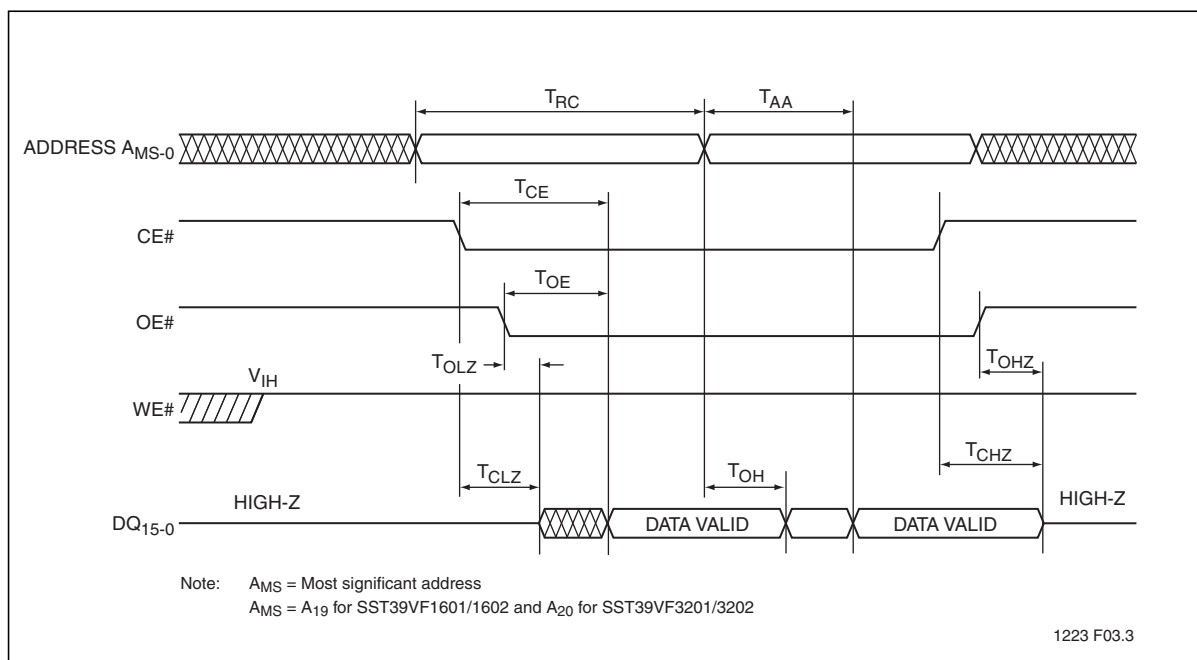 TRC TAA
ADDRESS AMS-0
TCE
CE#
TOE
OE#
TOLZ TOHZ
VIH
WE#
TCLZ TOH TCHZ
HIGH-Z HIGH-Z
DQ15-0 DATA VALID DATA VALID
Note: AMS = Most significant address
AMS = A19 for SST39VF1601/1602 and A20 for SST39VF3201/3202
1223 F03.3